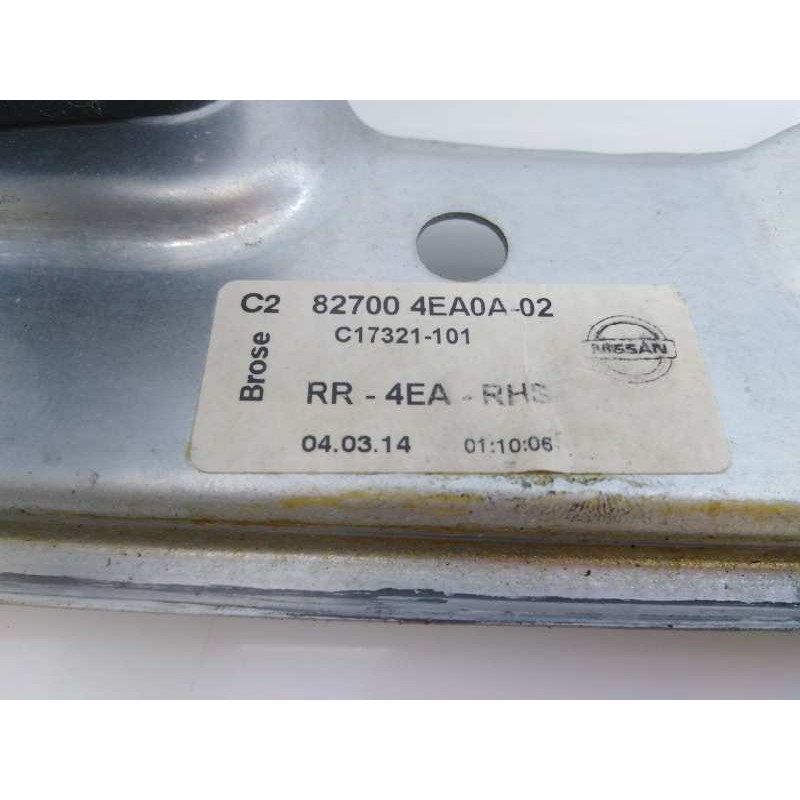 C2 82700 4EA0A-02
Brose
C17321-101
NISSAN
RR - 4EA - RHS
04.03.14 01:10:06